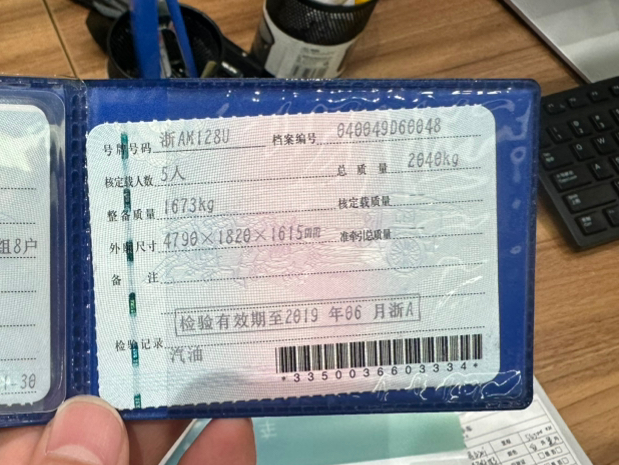 号牌号码 浙AM128U 档案编号 040049D60048
核定载人数 5人 总质量 2040kg
整备质量 1673kg 核定载质量
外廓尺寸 4790×1820×1615 准牵引总质量
备注
检验有效期至2019年06月浙A
检验记录
汽油
*3350036603334*
组8户
-30